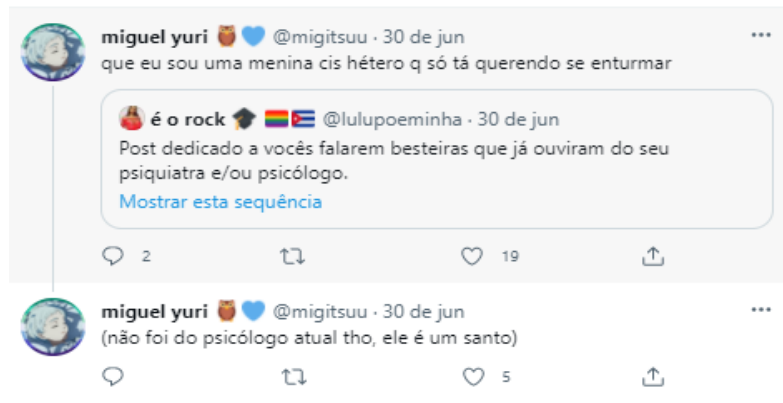 miguel yuri 🦉💙 @migitsuu · 30 de jun
que eu sou uma menina cis hétero q só tá querendo se enturmar
é o rock 🎓 🏳️‍🌈🇨🇺 @lulupoeminha · 30 de jun
Post dedicado a vocês falarem besteiras que já ouviram do seu
psiquiatra e/ou psicólogo.
Mostrar esta sequência
2 19
miguel yuri 🦉💙 @migitsuu · 30 de jun
(não foi do psicólogo atual tho, ele é um santo)
5